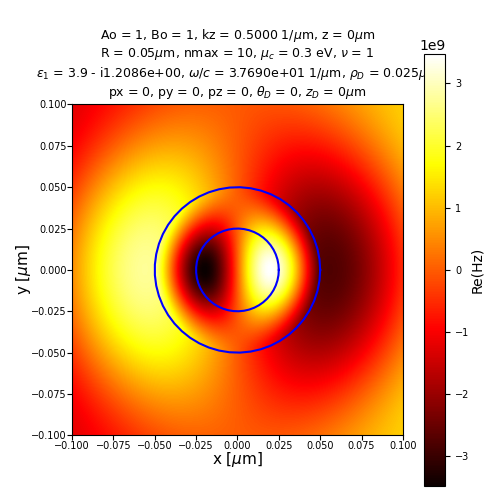 Ao = 1, Bo = 1, kz = 0.5000 1/μm, z = 0μm
R = 0.05μm, nmax = 10, μc = 0.3 eV, ν = 1
ε1 = 3.9 - i1.2086e+00, ω/c = 3.7690e+01 1/μm, ρD = 0.025μ
px = 0, py = 0, pz = 0, θD = 0, zD = 0μm
1e9
0.100
0.075
0.050
0.025
0.000
−0.025
−0.050
−0.075
−0.100
y [μm]
−0.100 −0.075 −0.050 −0.025 0.000 0.025 0.050 0.075 0.100
x [μm]
3
2
1
0
−1
−2
−3
Re(Hz)